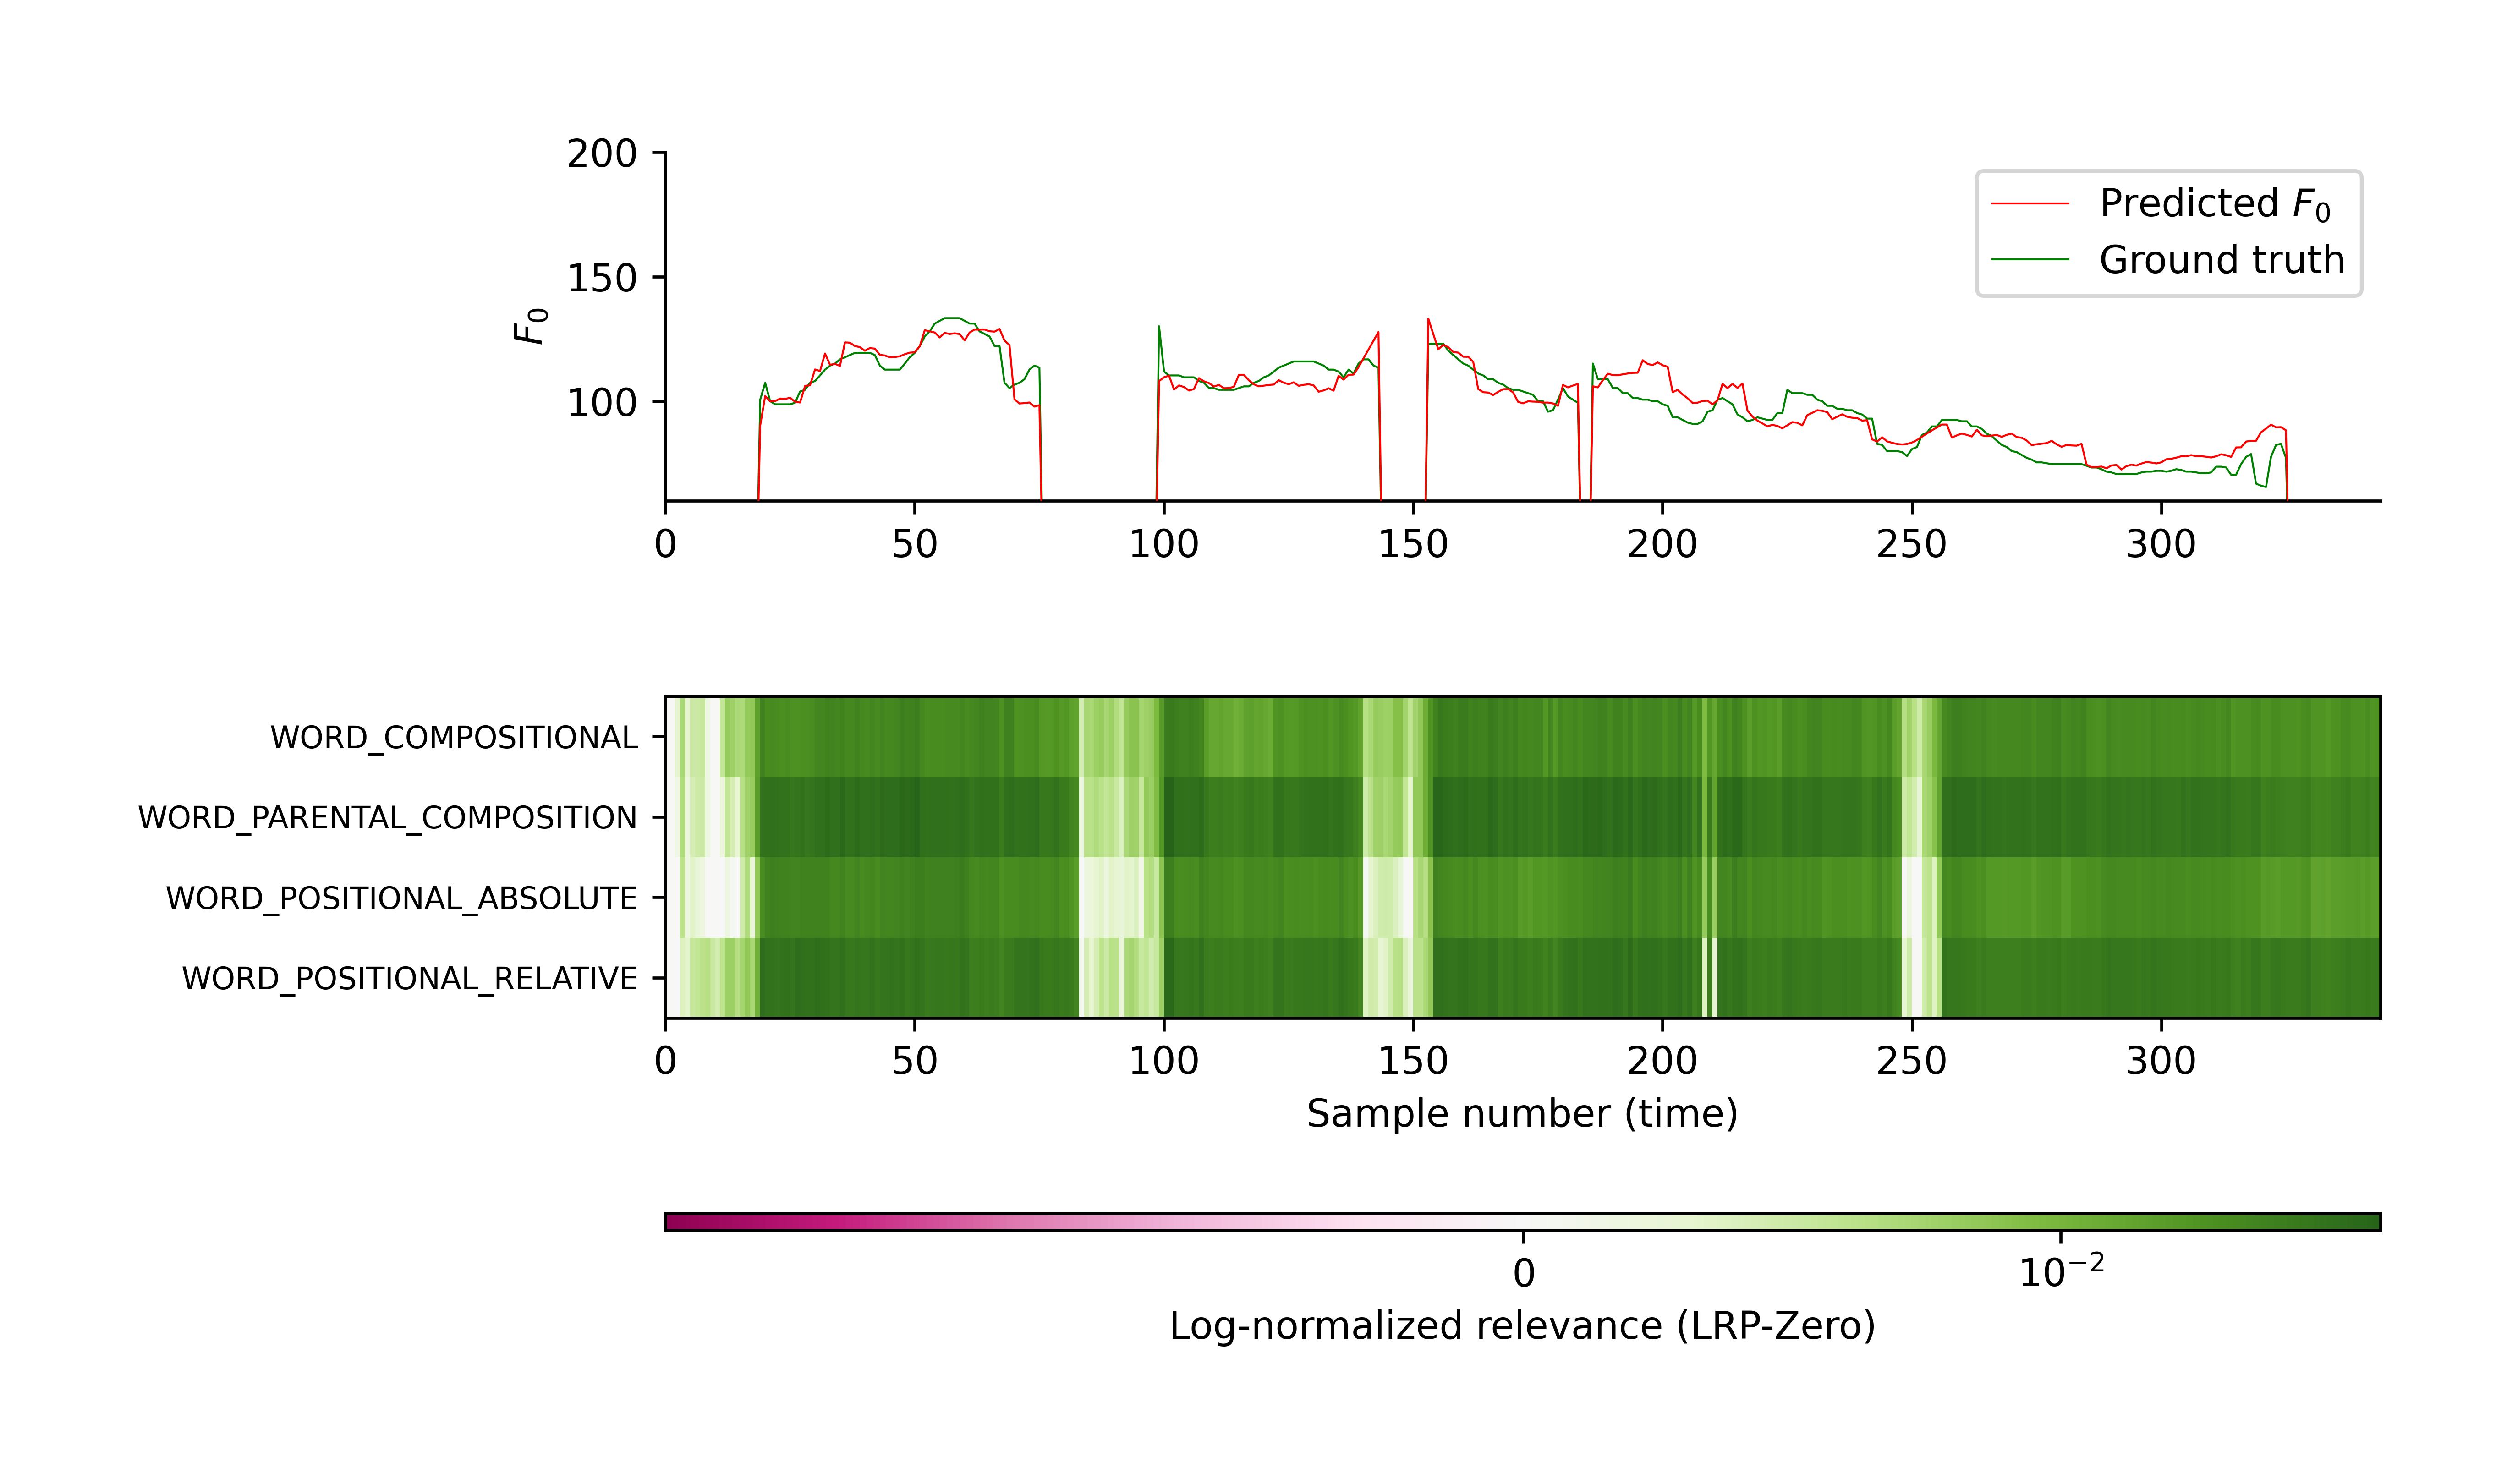 200
150
100
F₀
Predicted F₀
Ground truth
0 50 100 150 200 250 300
WORD_COMPOSITIONAL
WORD_PARENTAL_COMPOSITION
WORD_POSITIONAL_ABSOLUTE
WORD_POSITIONAL_RELATIVE
0 50 100 150 200 250 300
Sample number (time)
0 10⁻²
Log-normalized relevance (LRP-Zero)